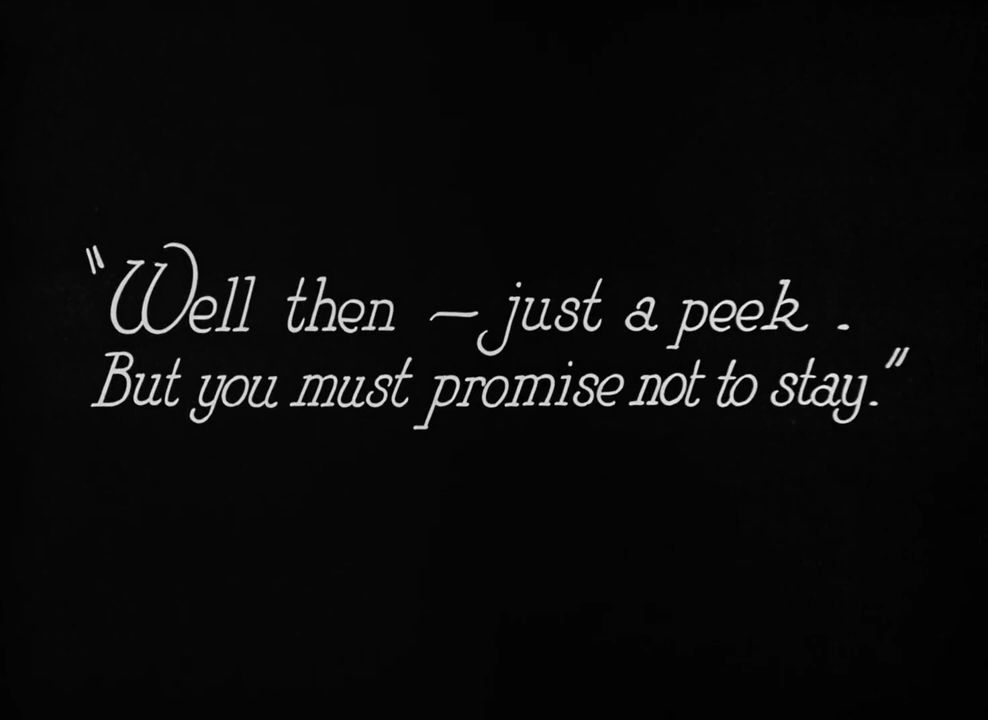 "Well then – just a peek.
But you must promise not to stay."